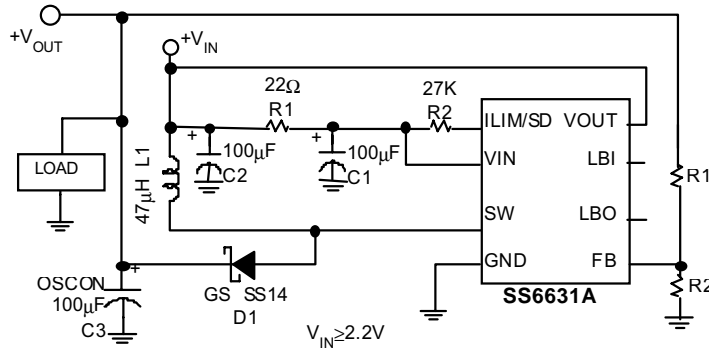 +VOUT
+VIN
22Ω
R1
27K
R2
ILIM/SD VOUT
100μF
C2
100μF
C1
VIN
LBI
LOAD
47μH L1
R1
SW
LBO
GND
FB
OSCON
100μF
C3
GS SS14
D1
SS6631A
R2
VIN≥2.2V